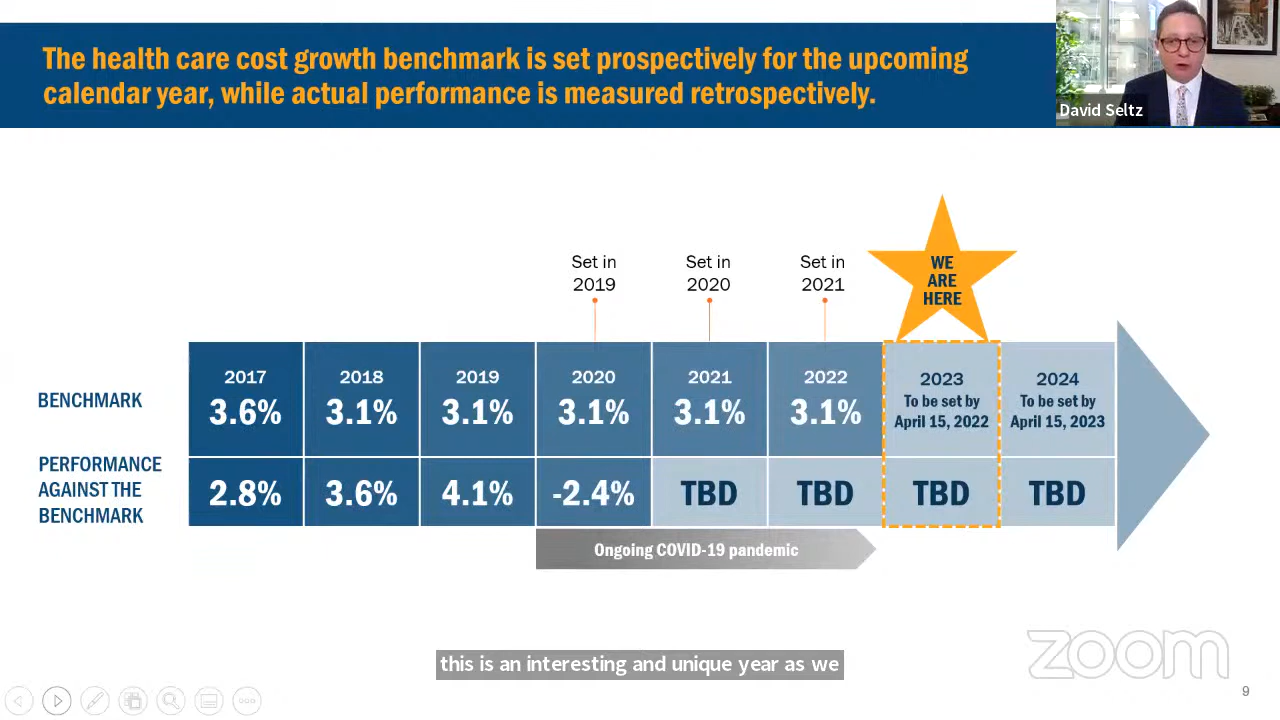 The health care cost growth benchmark is set prospectively for the upcoming
calendar year, while actual performance is measured retrospectively.
David Seltz
WE
ARE
HERE
Set in
2019
Set in
2020
Set in
2021
2017
3.6%
2018
3.1%
2019
3.1%
2020
3.1%
2021
3.1%
2022
3.1%
2023
To be set by
April 15, 2022
2024
To be set by
April 15, 2023
BENCHMARK
PERFORMANCE
AGAINST THE
BENCHMARK
2.8%
3.6%
4.1%
-2.4%
TBD
TBD
TBD
TBD
Ongoing COVID-19 pandemic
this is an interesting and unique year as we
zoom
9